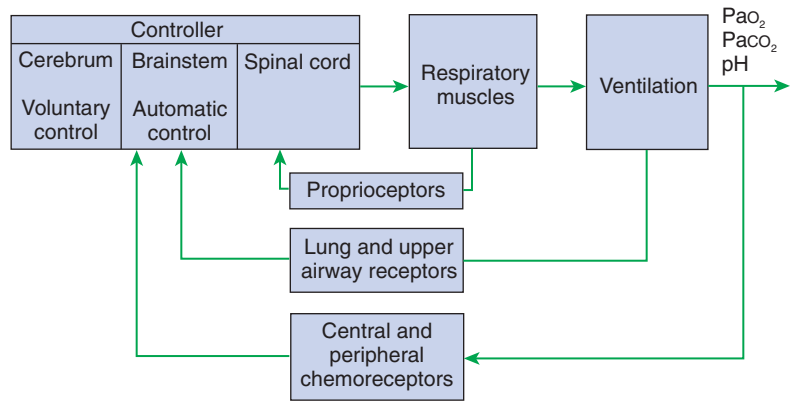 Controller
Cerebrum
Voluntary
control
Brainstem
Automatic
control
Spinal cord
Respiratory
muscles
Ventilation
PaO₂
PaCO₂
pH
Proprioceptors
Lung and upper
airway receptors
Central and
peripheral
chemoreceptors